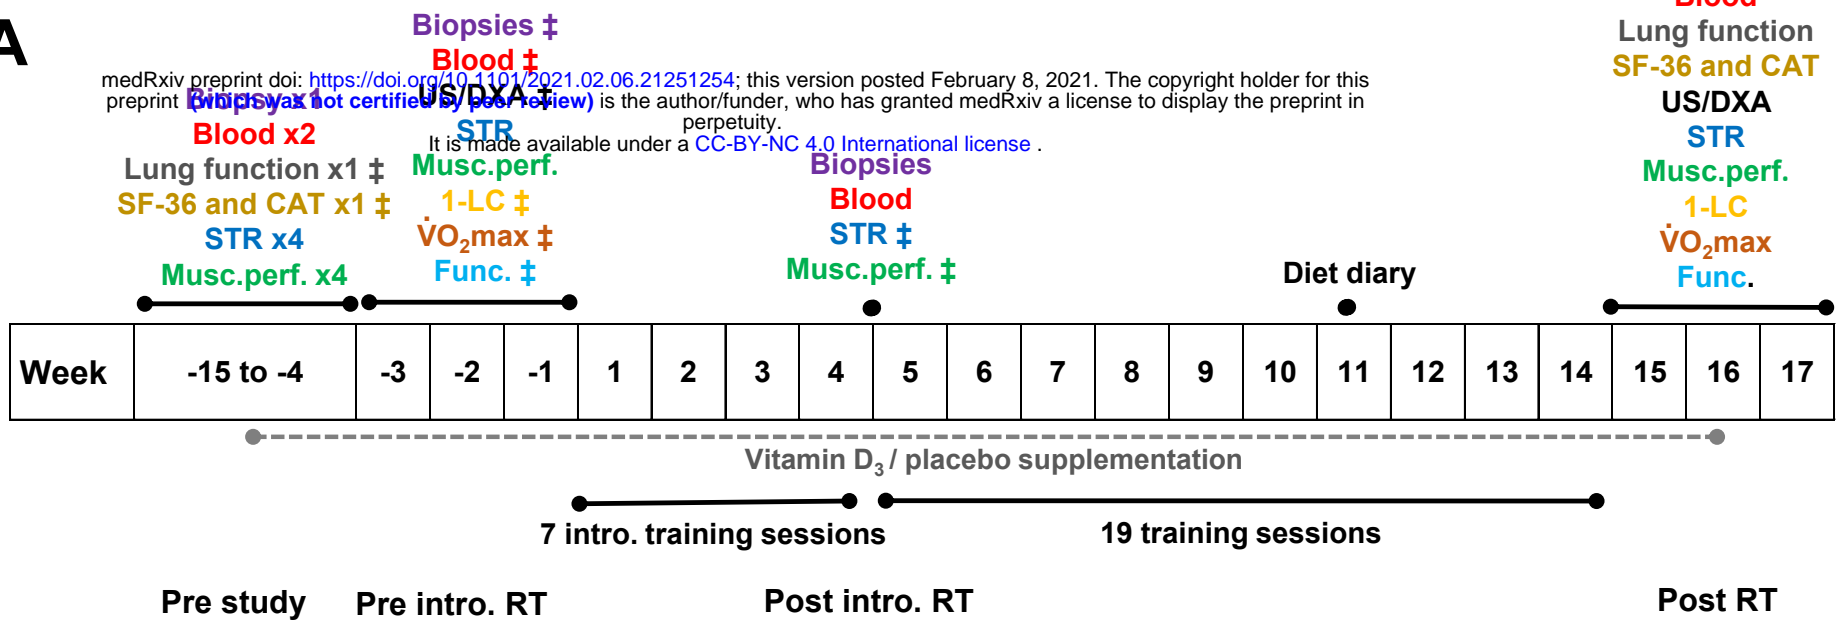 A
medRxiv preprint doi: https://doi.org/10.1101/2021.02.06.21251254; this version posted February 8, 2021. The copyright holder for this
preprint (which was not certified by peer review) is the author/funder, who has granted medRxiv a license to display the preprint in
perpetuity.
It is made available under a CC-BY-NC 4.0 International license .
Biopsy x1
Blood x2
Lung function x1 ‡
SF-36 and CAT x1 ‡
STR x4
Musc.perf. x4
Biopsies ‡
Blood ‡
US/DXA ‡
STR
Musc.perf.
1-LC ‡
V̇O₂max ‡
Func. ‡
Biopsies
Blood
STR ‡
Musc.perf. ‡
Diet diary
Blood
Lung function
SF-36 and CAT
US/DXA
STR
Musc.perf.
1-LC
V̇O₂max
Func.
Week -15 to -4 -3 -2 -1 1 2 3 4 5 6 7 8 9 10 11 12 13 14 15 16 17
Vitamin D₃ / placebo supplementation
7 intro. training sessions 19 training sessions
Pre study Pre intro. RT Post intro. RT Post RT